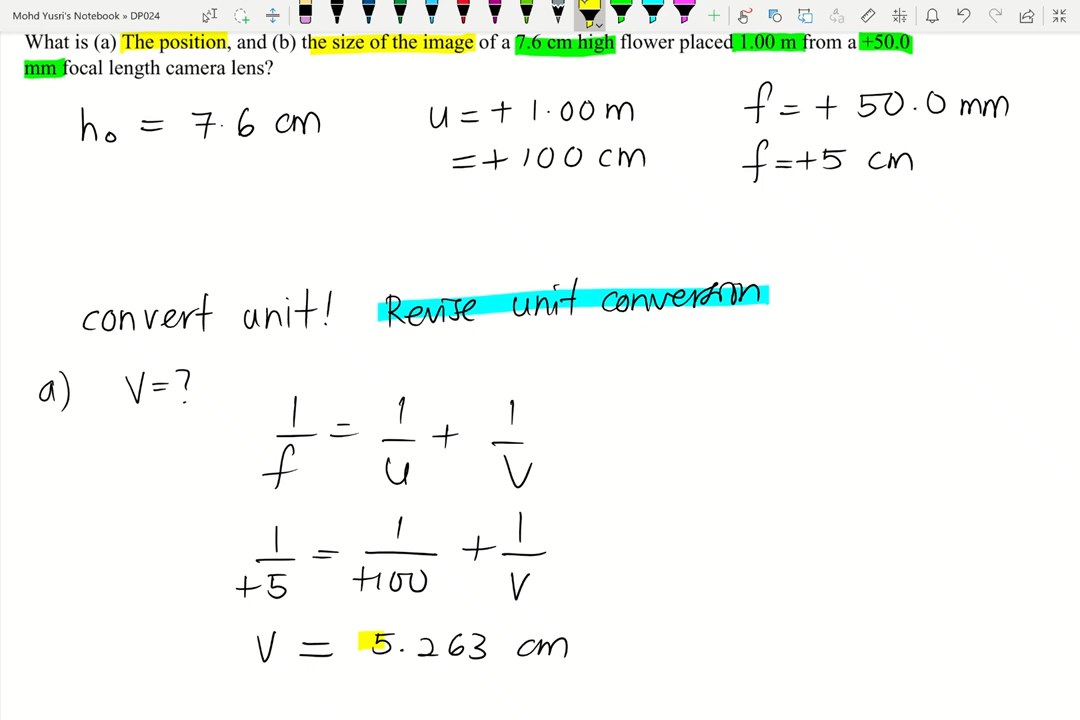 Mohd Yusri's Notebook » DP024
What is (a) The position, and (b) the size of the image of a 7.6 cm high flower placed 1.00 m from a +50.0
mm focal length camera lens?
h₀ = 7.6 cm u = + 1.00 m f = + 50.0 mm
= + 100 cm f = +5 cm
convert unit! Revise unit conversion
a) V = ?
1/f = 1/u + 1/V
1/+5 = 1/+100 + 1/V
V = 5.263 cm